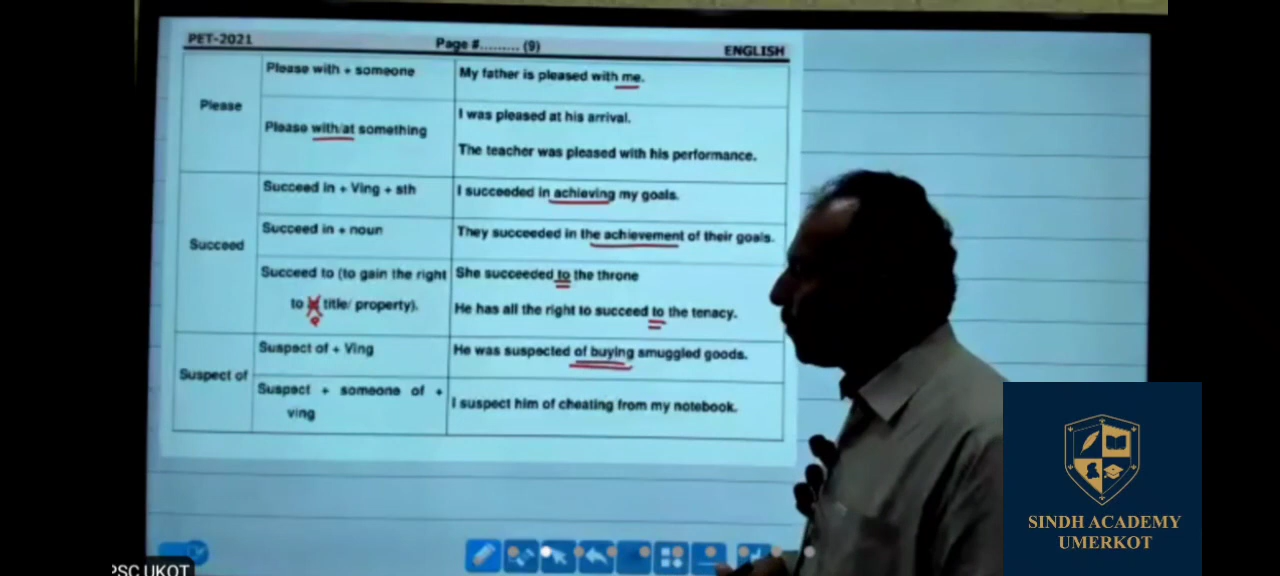 PET-2021 Page #......... (9) ENGLISH
Please
Please with + someone
My father is pleased with me.
Please with/at something
I was pleased at his arrival.
The teacher was pleased with his performance.
Succeed
Succeed in + Ving + sth
I succeeded in achieving my goals.
Succeed in + noun
They succeeded in the achievement of their goals.
Succeed to (to gain the right
to title/ property).
She succeeded to the throne
He has all the right to succeed to the tenacy.
Suspect of
Suspect of + Ving
He was suspected of buying smuggled goods.
Suspect + someone of +
ving
I suspect him of cheating from my notebook.
SINDH ACADEMY
UMERKOT
PSC UKOT